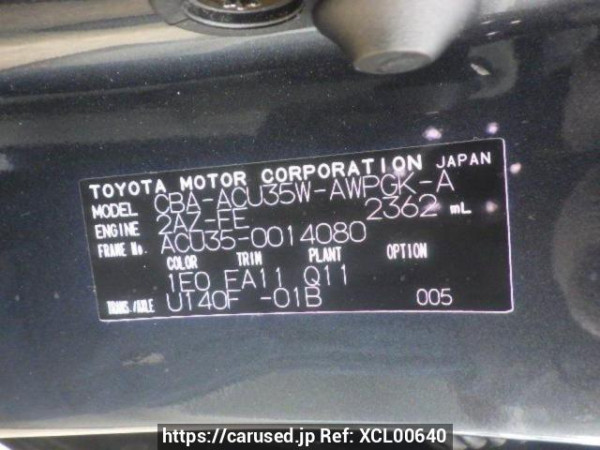 TOYOTA MOTOR CORPORATION JAPAN
MODEL CBA-ACU35W-AWPGK-A
ENGINE 2AZ-FE 2362 mL
FRAME No. ACU35-0014080
COLOR TRIM PLANT OPTION
1E0 FA11 Q11
TRANS/AXLE U140F -01B 005
https://carused.jp Ref: XCL00640